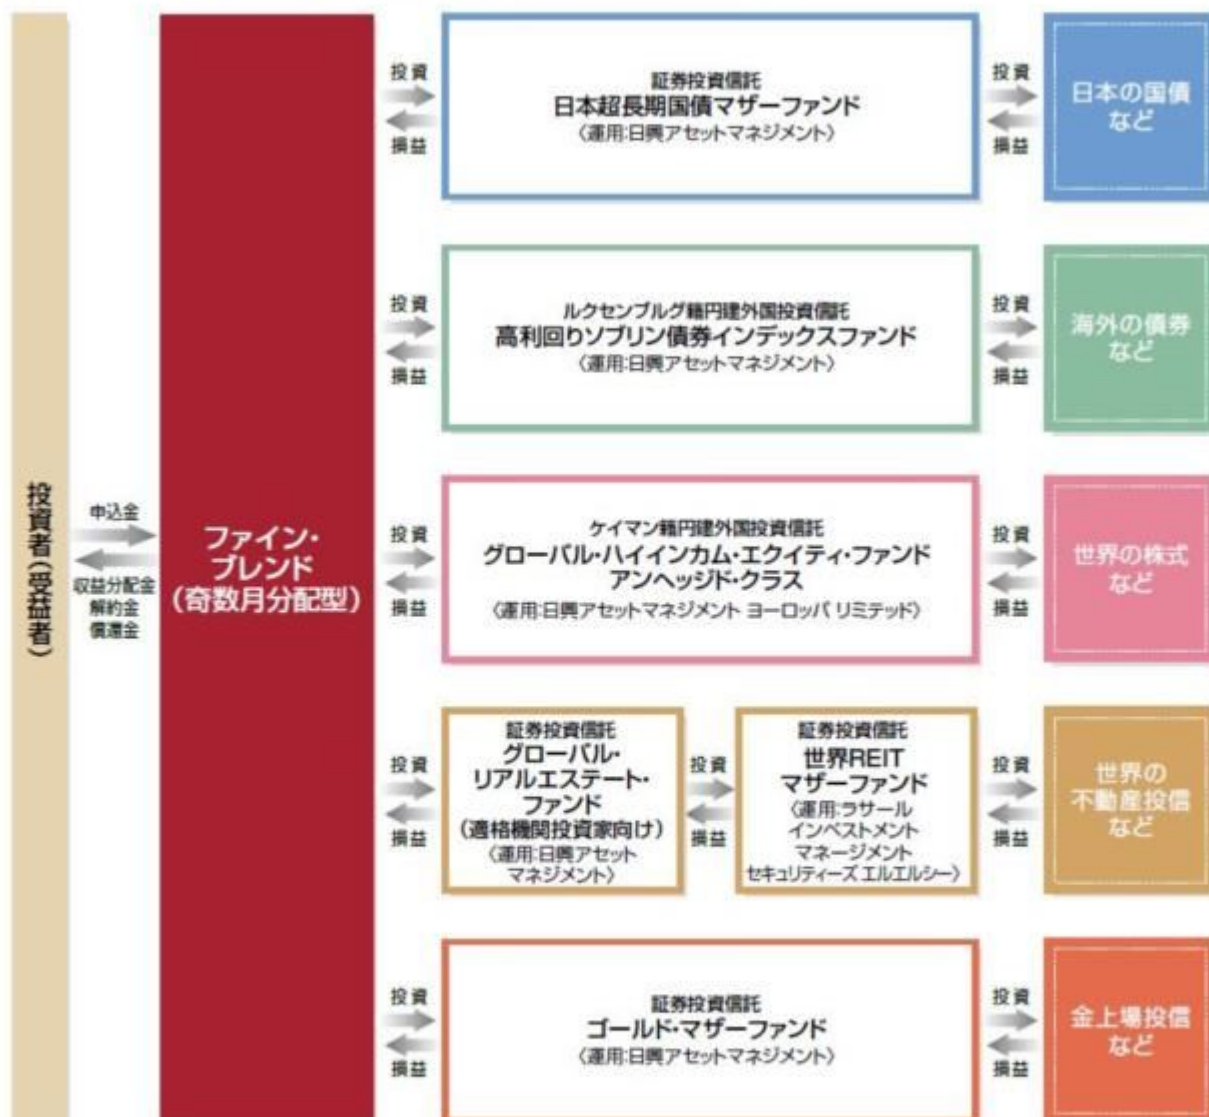 投資者(受益者)
申込金
収益分配金
解約金
償還金
ファイン・
ブレンド
(奇数月分配型)
投資
損益
証券投資信託
日本超長期国債マザーファンド
〈運用:日興アセットマネジメント〉
投資
損益
日本の国債
など
投資
損益
ルクセンブルグ籍円建外国投資信託
高利回りソブリン債券インデックスファンド
〈運用:日興アセットマネジメント〉
投資
損益
海外の債券
など
投資
損益
ケイマン籍円建外国投資信託
グローバル・ハイインカム・エクイティ・ファンド
アンヘッジド・クラス
〈運用:日興アセットマネジメント ヨーロッパ リミテッド〉
投資
損益
世界の株式
など
投資
損益
証券投資信託
グローバル・
リアルエステート・
ファンド
(適格機関投資家向け)
〈運用:日興アセット
マネジメント〉
投資
損益
証券投資信託
世界REIT
マザーファンド
〈運用:ラサール
インベストメント
マネージメント
セキュリティーズ エルエルシー〉
投資
損益
世界の
不動産投信
など
投資
損益
証券投資信託
ゴールド・マザーファンド
〈運用:日興アセットマネジメント〉
投資
損益
金上場投信
など